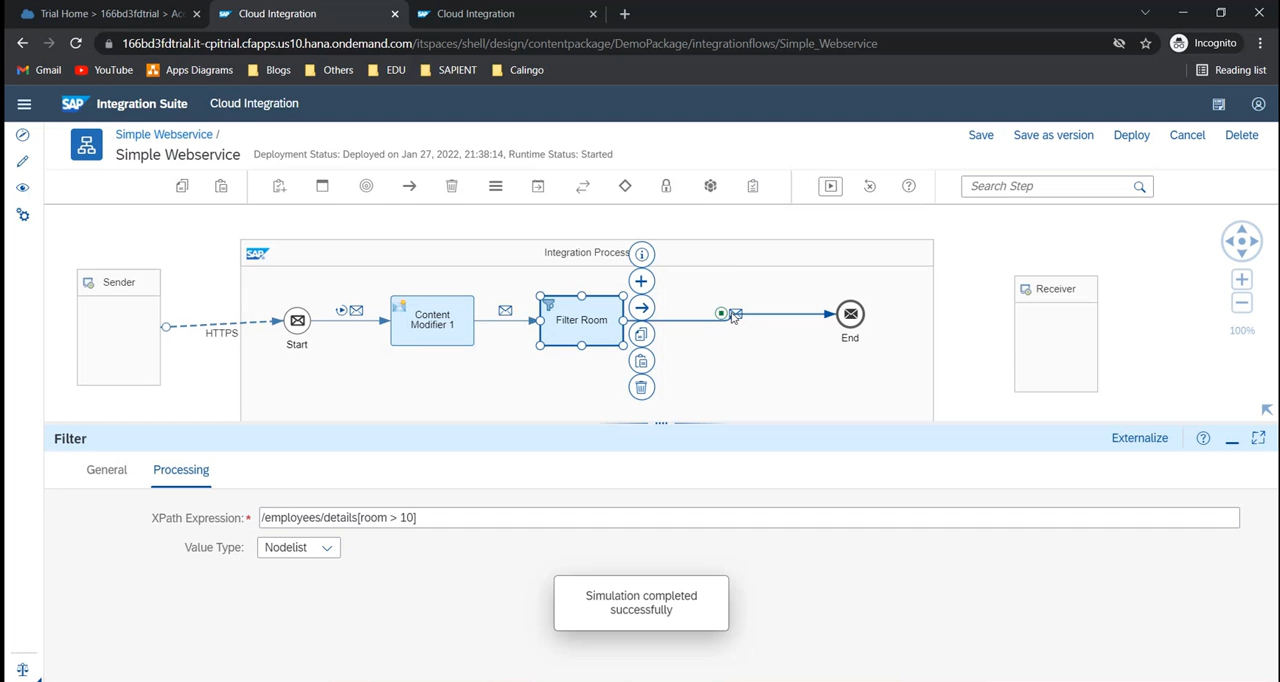 Trial Home > 166bd3fdtrial > Acc
Cloud Integration
Cloud Integration
166bd3fdtrial.it-cpitrial.cfapps.us10.hana.ondemand.com/itspaces/shell/design/contentpackage/DemoPackage/integrationflows/Simple_Webservice
Incognito
Gmail
YouTube
Apps Diagrams
Blogs
Others
EDU
SAPIENT
Calingo
Reading list
SAP Integration Suite
Cloud Integration
Simple Webservice /
Simple Webservice
Deployment Status: Deployed on Jan 27, 2022, 21:38:14, Runtime Status: Started
Save
Save as version
Deploy
Cancel
Delete
Search Step
SAP
Integration Process
Sender
HTTPS
Start
Content
Modifier 1
Filter Room
End
Receiver
100%
Filter
Externalize
General
Processing
XPath Expression:*
/employees/details[room > 10]
Value Type:
Nodelist
Simulation completed
successfully